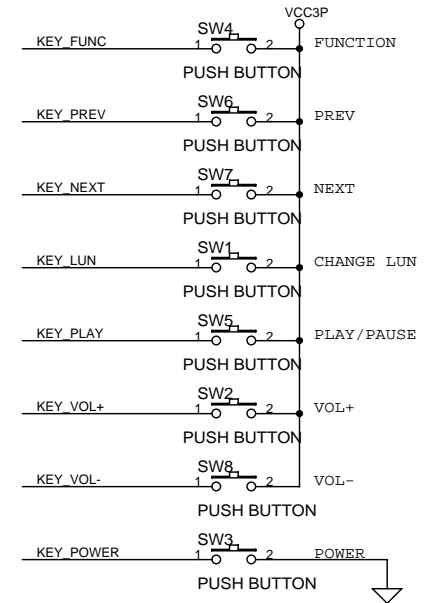 VCC3P
SW4
KEY_FUNC 1 2 FUNCTION
PUSH BUTTON
SW6
KEY_PREV 1 2 PREV
PUSH BUTTON
SW7
KEY_NEXT 1 2 NEXT
PUSH BUTTON
SW1
KEY_LUN 1 2 CHANGE LUN
PUSH BUTTON
SW5
KEY_PLAY 1 2 PLAY/PAUSE
PUSH BUTTON
SW2
KEY_VOL+ 1 2 VOL+
PUSH BUTTON
SW8
KEY_VOL- 1 2 VOL-
PUSH BUTTON
SW3
KEY_POWER 1 2 POWER
PUSH BUTTON